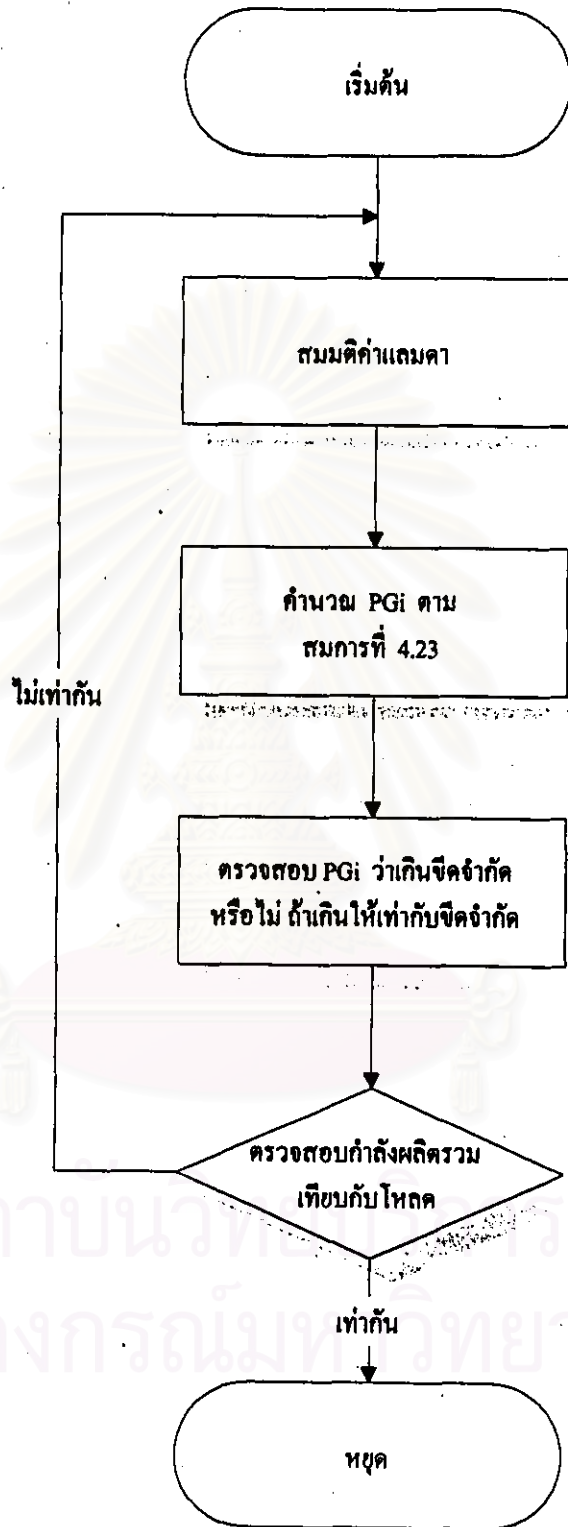 เริ่มต้น
สมมติค่าแลมดา
คำนวณ PGi ตาม
สมการที่ 4.23
ไม่เท่ากัน
ตรวจสอบ PGi ว่าเกินขีดจำกัด
หรือไม่ ถ้าเกินให้เท่ากับขีดจำกัด
ตรวจสอบกำลังผลิตรวม
เทียบกับโหลด
เท่ากัน
หยุด